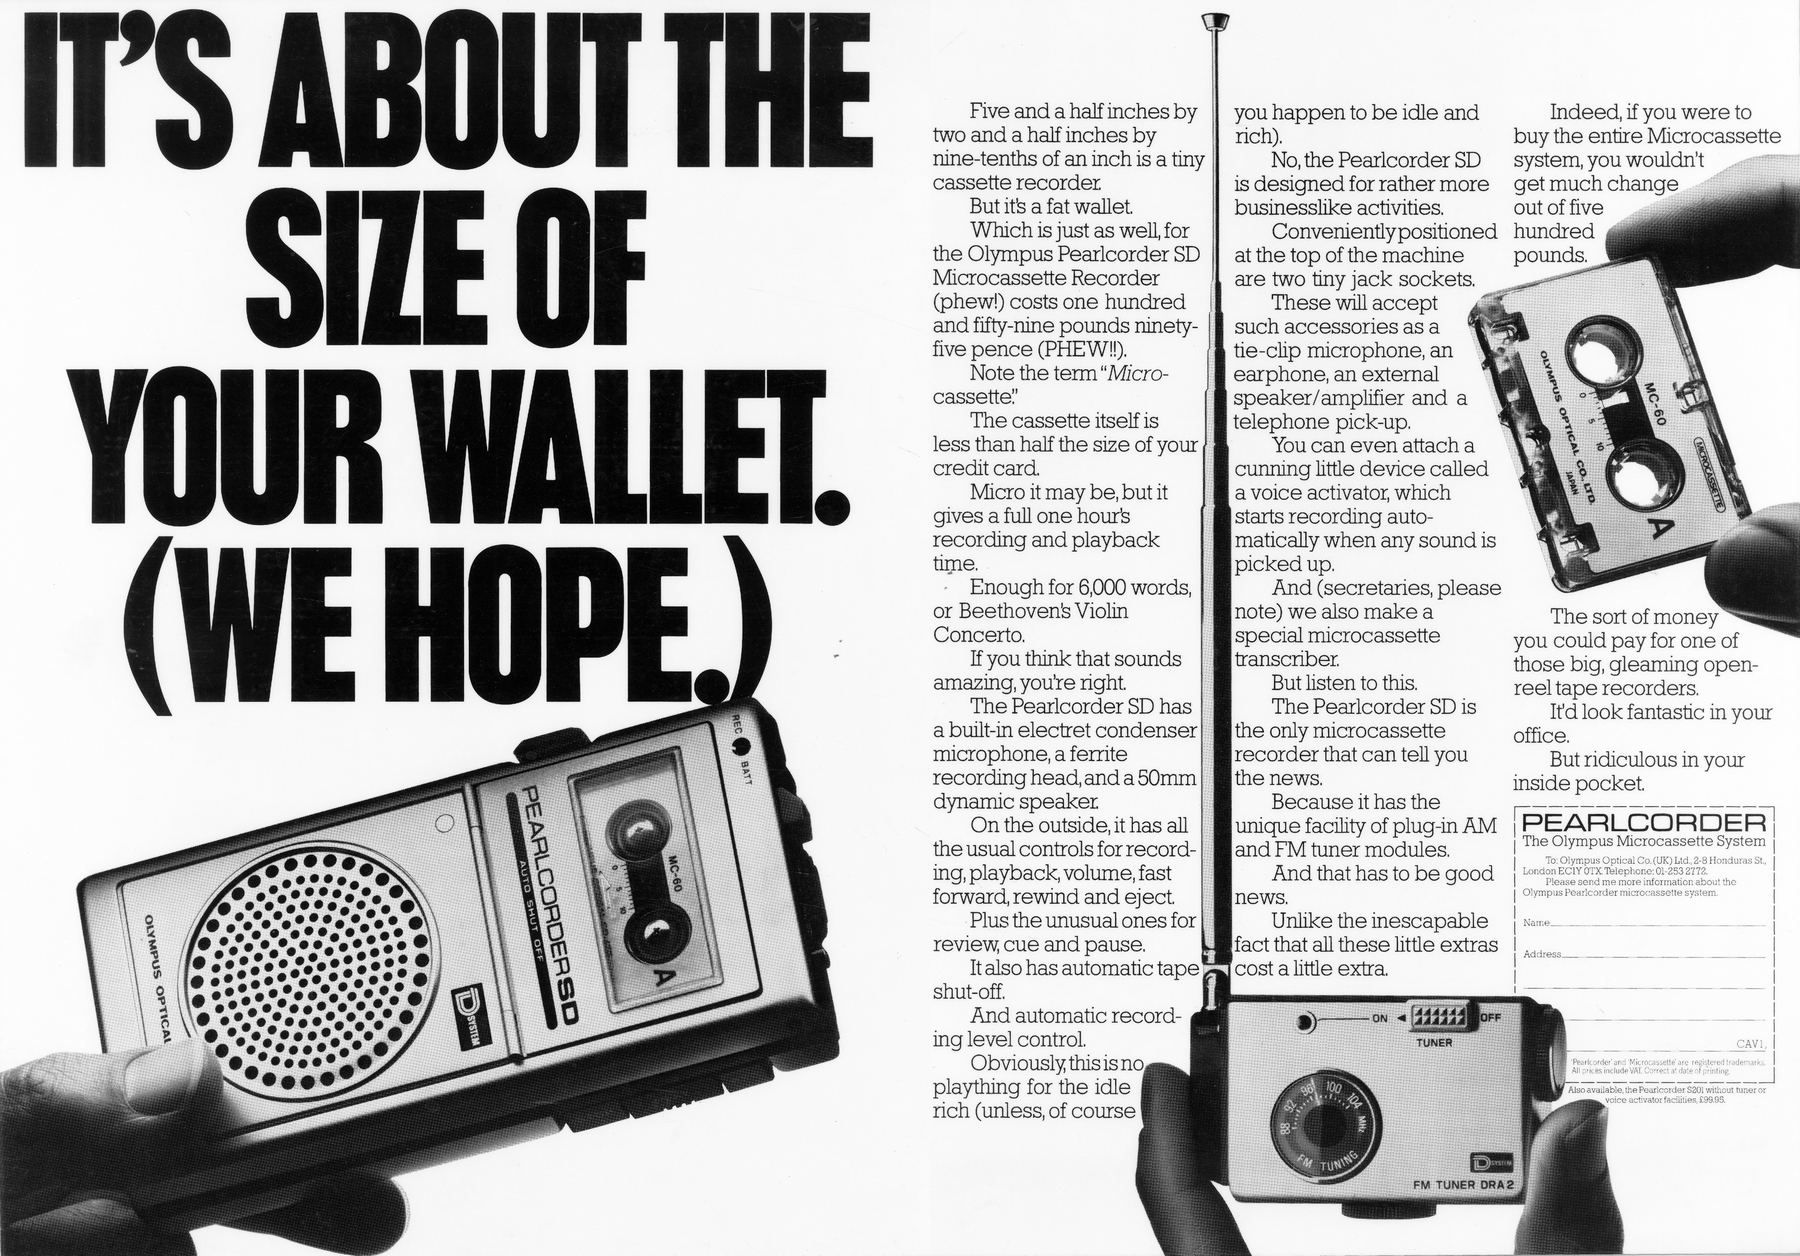 IT'S ABOUT THE
SIZE OF
YOUR WALLET.
(WE HOPE.)
REC
BATT
PEARLCORDER SD
AUTO SHUT OFF
MC-60
0 5 10
A
D SYSTEM
OLYMPUS OPTICAL
Five and a half inches by
two and a half inches by
nine-tenths of an inch is a tiny
cassette recorder.
But it's a fat wallet.
Which is just as well, for
the Olympus Pearlcorder SD
Microcassette Recorder
(phew!) costs one hundred
and fifty-nine pounds ninety-
five pence (PHEW!!).
Note the term "Micro-
cassette."
The cassette itself is
less than half the size of your
credit card.
Micro it may be, but it
gives a full one hour's
recording and playback
time.
Enough for 6,000 words,
or Beethoven's Violin
Concerto.
If you think that sounds
amazing, you're right.
The Pearlcorder SD has
a built-in electret condenser
microphone, a ferrite
recording head, and a 50mm
dynamic speaker.
On the outside, it has all
the usual controls for record-
ing, playback, volume, fast
forward, rewind and eject.
Plus the unusual ones for
review, cue and pause.
It also has automatic tape
shut-off.
And automatic record-
ing level control.
Obviously, this is no
plaything for the idle
rich (unless, of course
you happen to be idle and
rich).
No, the Pearlcorder SD
is designed for rather more
businesslike activities.
Conveniently positioned
at the top of the machine
are two tiny jack sockets.
These will accept
such accessories as a
tie-clip microphone, an
earphone, an external
speaker/amplifier and a
telephone pick-up.
You can even attach a
cunning little device called
a voice activator, which
starts recording auto-
matically when any sound is
picked up.
And (secretaries, please
note) we also make a
special microcassette
transcriber.
But listen to this.
The Pearlcorder SD is
the only microcassette
recorder that can tell you
the news.
Because it has the
unique facility of plug-in AM
and FM tuner modules.
And that has to be good
news.
Unlike the inescapable
fact that all these little extras
cost a little extra.
Indeed, if you were to
buy the entire Microcassette
system, you wouldn't
get much change
out of five
hundred
pounds.
OLYMPUS OPTICAL CO., LTD.
JAPAN
0 5 10
MC-60
MICROCASSETTE
A
The sort of money
you could pay for one of
those big, gleaming open-
reel tape recorders.
It'd look fantastic in your
office.
But ridiculous in your
inside pocket.
PEARLCORDER
The Olympus Microcassette System
To: Olympus Optical Co. (UK) Ltd., 2-8 Honduras St.,
London EC1Y 0TX. Telephone: 01-253 2772.
Please send me more information about the
Olympus Pearlcorder microcassette system.
Name
Address
CAV1,
'Pearlcorder' and 'Microcassette' are registered trademarks.
All prices include VAT. Correct at date of printing.
Also available, the Pearlcorder S201 without tuner or
voice activator facilities, £99.95.
ON ◄ OFF
TUNER
88 92 96 100 104 MHz
FM TUNING
D SYSTEM
FM TUNER DRA2